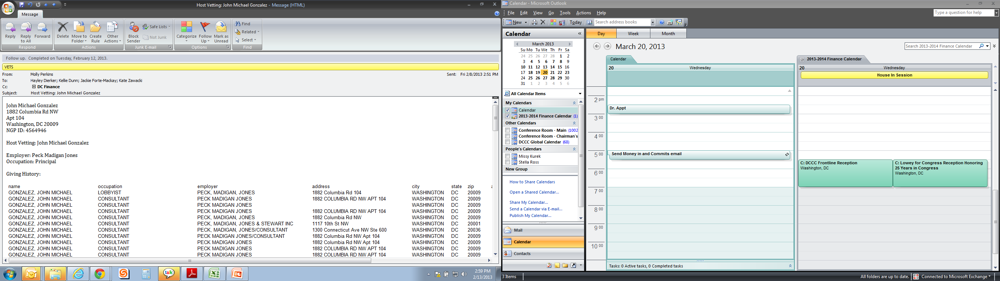 Host Vetting: John Michael Gonzalez - Message (HTML)
Message
Reply
Reply to All
Forward
Respond
Delete
Move to Folder
Create Rule
Other Actions
Actions
Block Sender
Safe Lists
Not Junk
Junk E-mail
Categorize
Follow Up
Mark as Unread
Options
Find
Related
Select
Find
Follow up. Completed on Tuesday, February 12, 2013.
VETS
From: Molly Perkins
Sent: Fri 2/8/2013 2:51 PM
To: Hayley Dierker; Kellie Dunn; Jackie Forte-Mackay; Kate Zawacki
Cc: DC Finance
Subject: Host Vetting: John Michael Gonzalez
John Michael Gonzalez
1882 Columbia Rd NW
Apt 104
Washington, DC 20009
NGP ID: 4564946
Host Vetting: John Michael Gonzalez
Employer: Peck Madigan Jones
Occupation: Principal
Giving History:
name occupation employer address city state zip
GONZALEZ, JOHN MICHAEL LOBBYIST PECK, MADIGAN, JONES 1882 Columbia Rd 104 WASHINGTON DC 20009
GONZALEZ, JOHN MICHAEL CONSULTANT PECK MADIGAN JONES 1882 COLUMBIA RD NW APT 104 WASHINGTON DC 20009
GONZALEZ, JOHN MICHAEL CONSULTANT PECK MADIGAN JONES WASHINGTON DC 20009
GONZALEZ, JOHN MICHAEL CONSULTANT PECK MADIGAN JONES 1882 COLUMBIA RD NW APT 104 WASHINGTON DC 20009
GONZALEZ, JOHN MICHAEL CONSULTANT PECK, MADIGAN, JONES 1882 Columbia Rd NW WASHINGTON DC 20009
GONZALEZ, JOHN MICHAEL CONSULTANT PECK, MADIGAN, JONES & STEWART INC 1117 10th St NW WASHINGTON DC 20001
GONZALEZ, JOHN MICHAEL CONSULTANT PECK, MADIGAN, JONES/CONSULTANT 1300 Connecticut Ave NW Ste 600 WASHINGTON DC 20036
GONZALEZ, JOHN MICHAEL CONSULTANT PECK MADIGAN JONES/CONSULTANT 1882 Columbia Rd NW Apt 104 WASHINGTON DC 20009
GONZALEZ, JOHN MICHAEL CONSULTANT PECK MADIGAN JONES 1882 Columbia Rd NW Apt 104 WASHINGTON DC 20009
GONZALEZ, JOHN MICHAEL CONSULTANT PECK MADIGAN JONES 1882 COLUMBIA RD NW APT 104 WASHINGTON DC 20009
GONZALEZ, JOHN MICHAEL CONSULTANT PECK MADIGAN JONES 1882 COLUMBIA RD NW APT 104 WASHINGTON DC 20009
talk
2:59 PM
2/13/2013
Calendar - Microsoft Outlook
File Edit View Go Tools Actions Help
Type a question for help
New Today Search address books
Calendar
March 2013
Su Mo Tu We Th Fr Sa
24 25 26 27 28 1 2
3 4 5 6 7 8 9
10 11 12 13 14 15 16
17 18 19 20 21 22 23
24 25 26 27 28 29 30
31 1 2 3 4 5 6
All Calendar Items
My Calendars
Calendar
2013-2014 Finance Calendar (1)
Other Calendars
Conference Room - Main (1002
Conference Room - Chairman's
DCCC Global Calendar (68)
People's Calendars
Missy Kurek
Stella Ross
New Group
How to Share Calendars
Open a Shared Calendar...
Share My Calendar...
Send a Calendar via E-mail...
Publish My Calendar...
Mail
Calendar
Contacts
3 Items
Day Week Month
March 20, 2013
Search 2013-2014 Finance Calendar
Calendar
20 Wednesday
2 pm
Dr. Appt
3 00
4 00
5 00
Send Money in and Commits email
6 00
7 00
8 00
9 00
10 00
Tasks: 0 Active tasks, 0 Completed tasks
2013-2014 Finance Calendar
20 Wednesday
House In Session
C: DCCC Frontline Reception
Washington, DC
C: Lowey for Congress Reception Honoring
25 Years in Congress
Washington, DC
All folders are up to date.
Connected to Microsoft Exchange